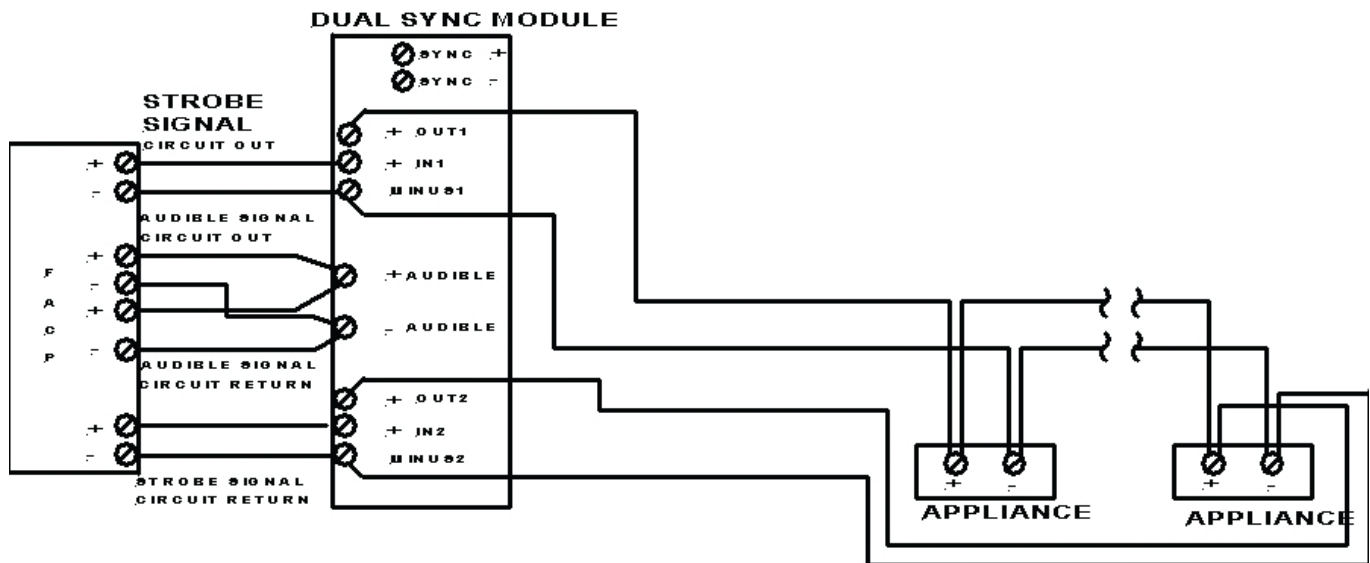 DUAL SYNC MODULE
SYNC +
SYNC -
STROBE
SIGNAL
CIRCUIT OUT
+
-
+ OUT1
+ IN1
MINUS1
AUDIBLE SIGNAL
CIRCUIT OUT
+
-
+
-
F
A
C
P
+ AUDIBLE
- AUDIBLE
AUDIBLE SIGNAL
CIRCUIT RETURN
+ OUT2
+ IN2
MINUS2
+
-
STROBE SIGNAL
CIRCUIT RETURN
+ -
APPLIANCE
+ -
APPLIANCE